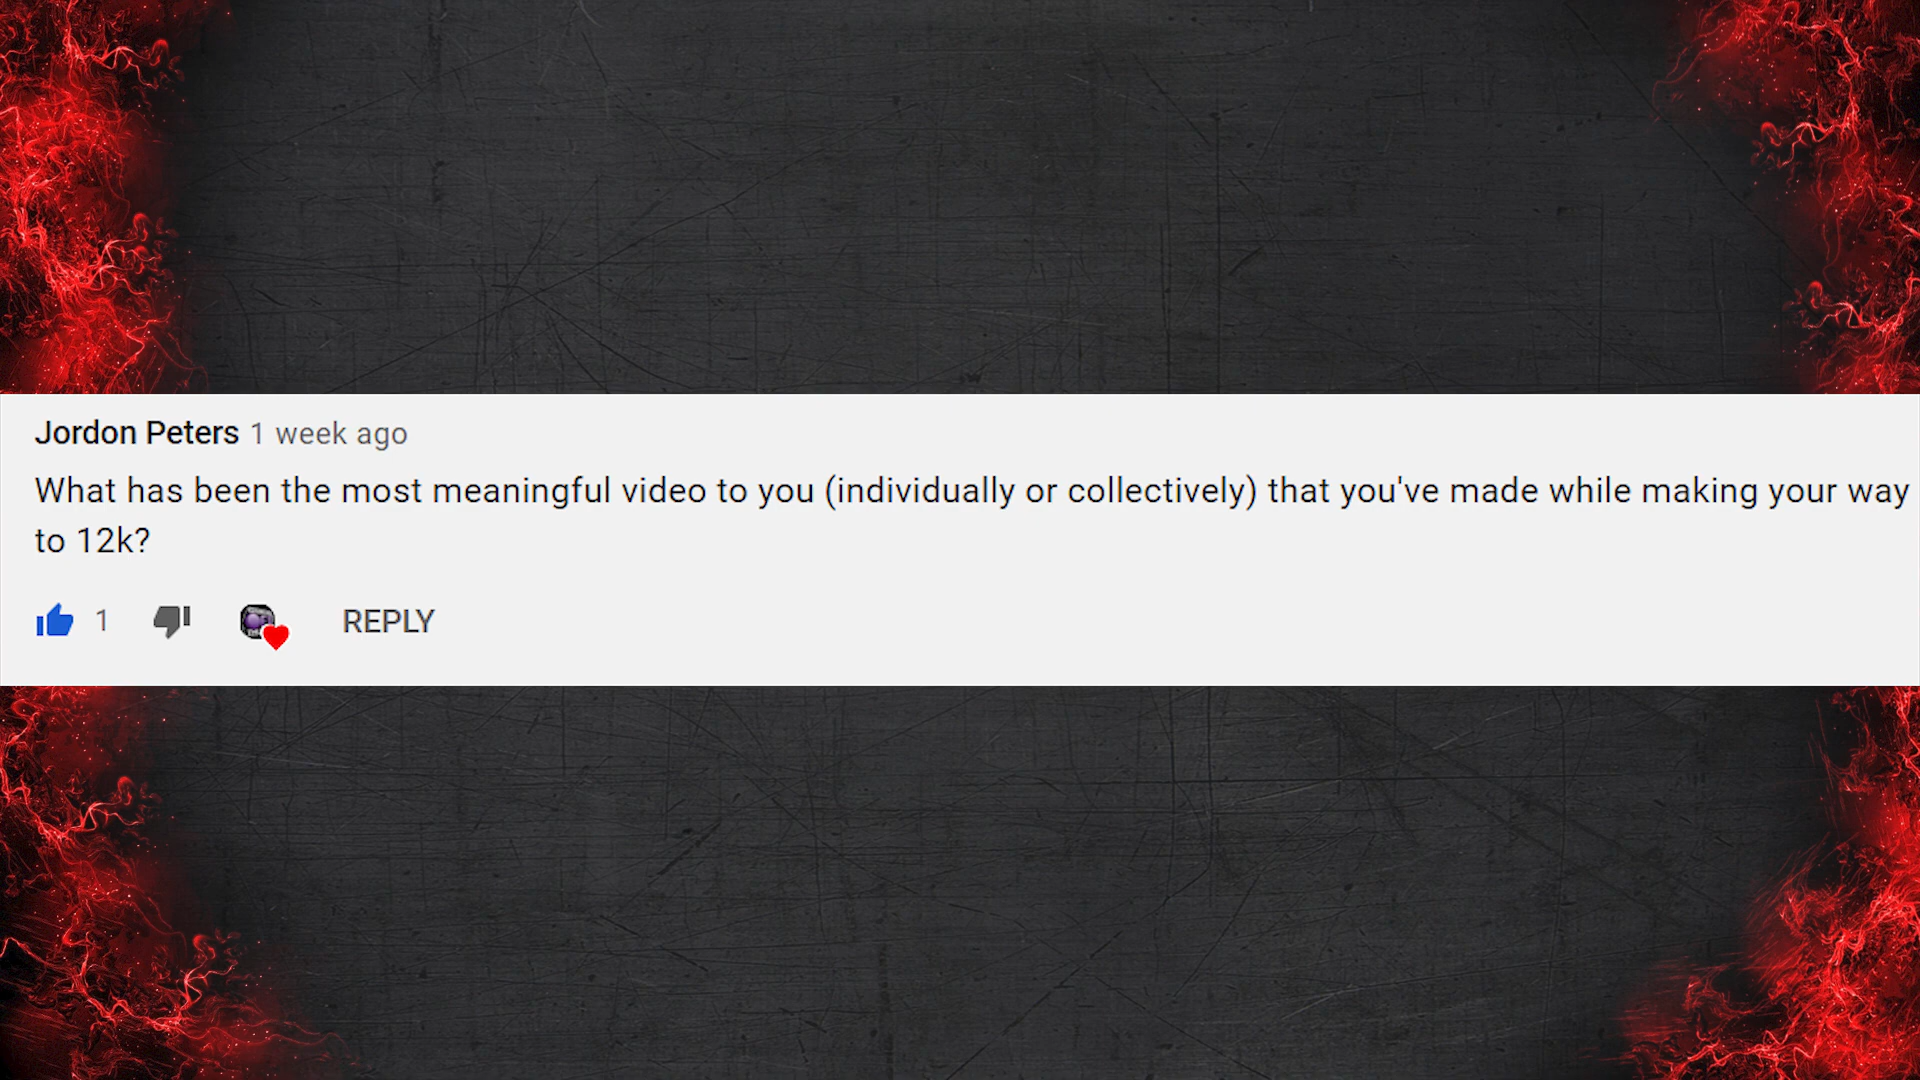 Jordon Peters 1 week ago
What has been the most meaningful video to you (individually or collectively) that you've made while making your way
to 12k?
1 REPLY